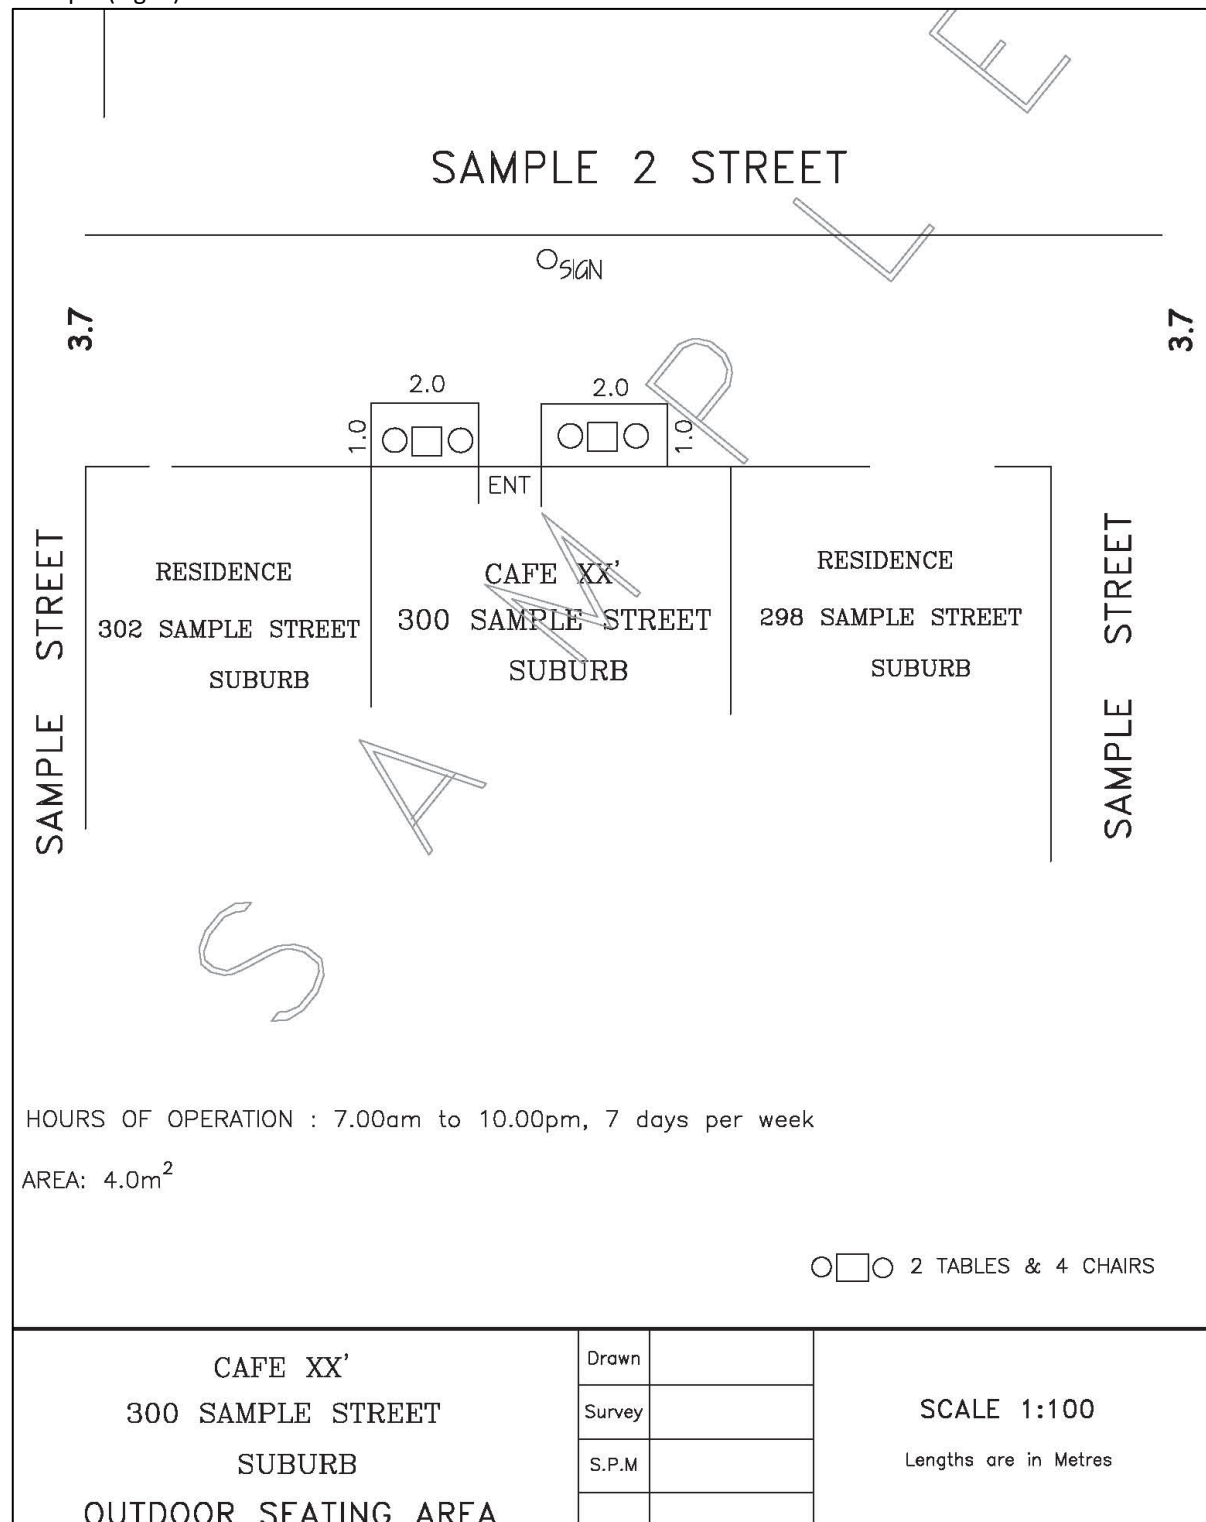 SAMPLE 2 STREET
SIGN
3.7
3.7
2.0
2.0
1.0
1.0
ENT
SAMPLE STREET
RESIDENCE
302 SAMPLE STREET
SUBURB
CAFE XX'
300 SAMPLE STREET
SUBURB
RESIDENCE
298 SAMPLE STREET
SUBURB
SAMPLE STREET
SAMPLE
HOURS OF OPERATION : 7.00am to 10.00pm, 7 days per week
AREA: 4.0m²
2 TABLES & 4 CHAIRS
CAFE XX'
300 SAMPLE STREET
SUBURB
OUTDOOR SEATING AREA
Drawn
Survey
S.P.M
SCALE 1:100
Lengths are in Metres